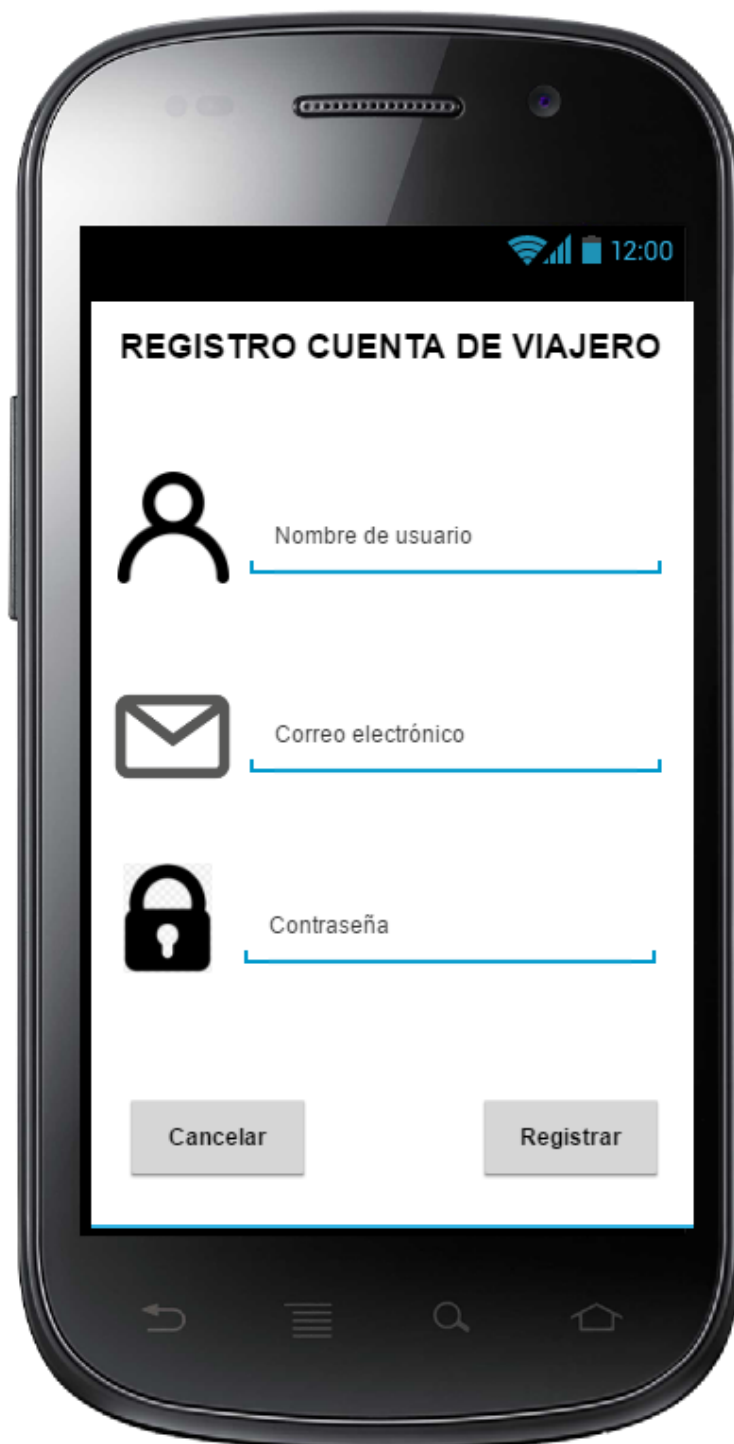 12:00
REGISTRO CUENTA DE VIAJERO
Nombre de usuario
Correo electrónico
Contraseña
Cancelar
Registrar